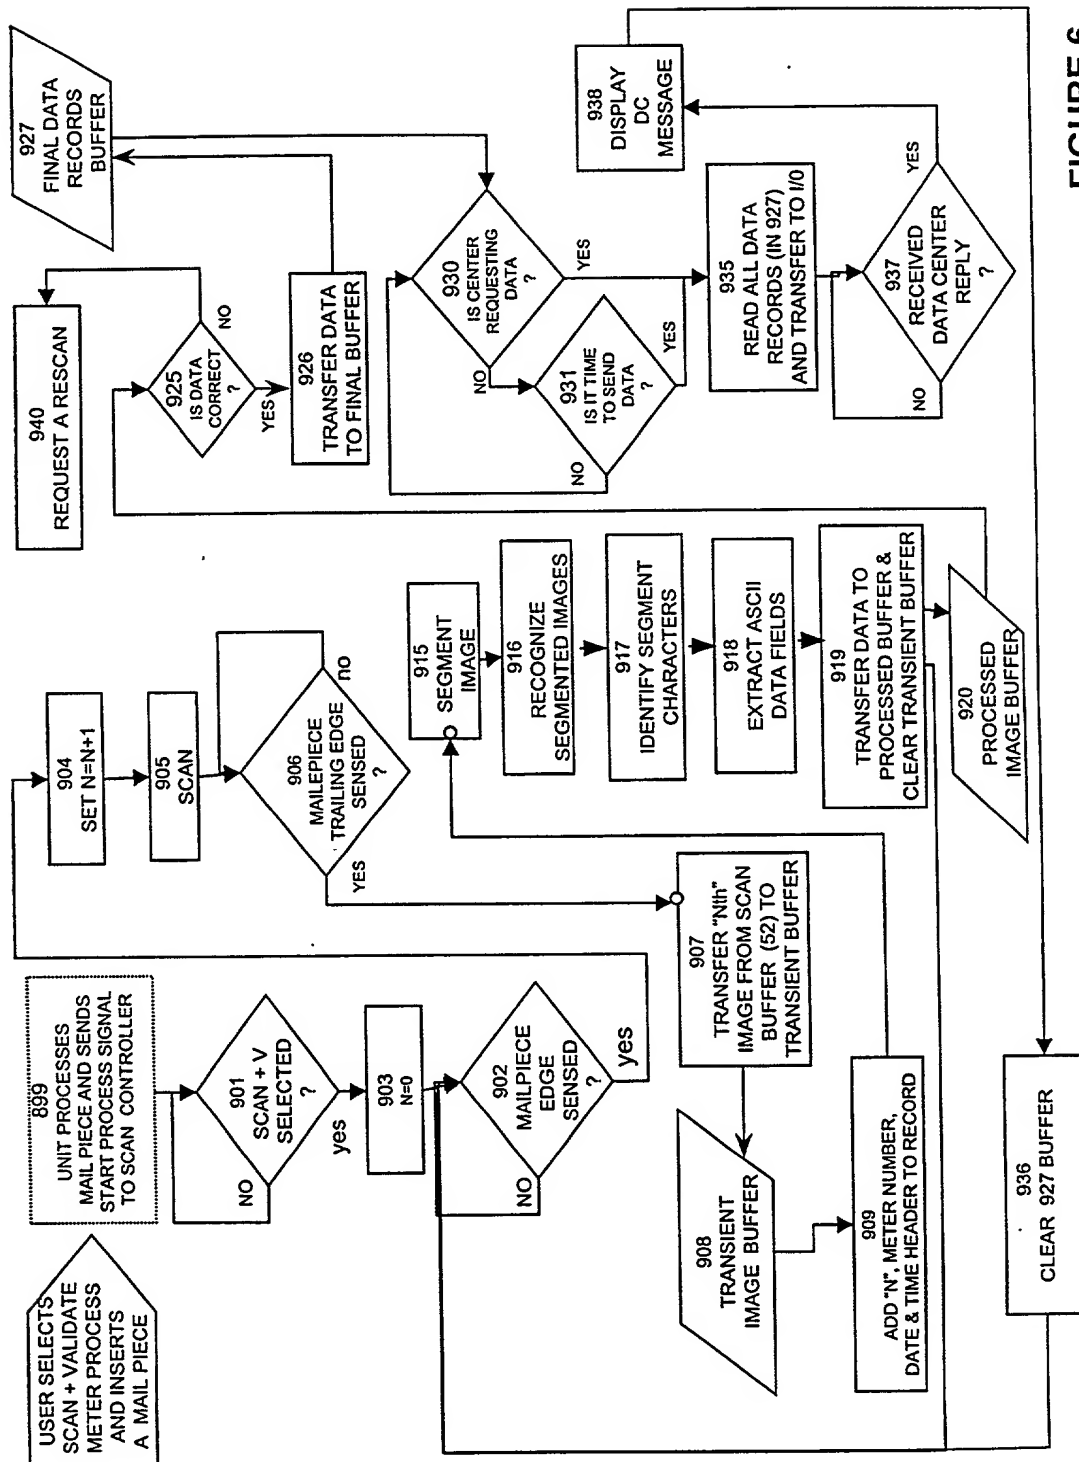 USER SELECTS
SCAN + VALIDATE
METER PROCESS
AND INSERTS
A MAIL PIECE
899
UNIT PROCESSES
MAIL PIECE AND SENDS
START PROCESS SIGNAL
TO SCAN CONTROLLER
901
SCAN + V
SELECTED
?
NO
yes
903
N=0
902
MAILPIECE
EDGE
SENSED
?
NO
yes
904
SET N=N+1
905
SCAN
906
MAILPIECE
TRAILING EDGE
SENSED
?
no
YES
907
TRANSFER "Nth"
IMAGE FROM SCAN
BUFFER (52) TO
TRANSIENT BUFFER
908
TRANSIENT
IMAGE BUFFER
909
ADD "N", METER NUMBER,
DATE & TIME HEADER TO RECORD
915
SEGMENT
IMAGE
916
RECOGNIZE
SEGMENTED IMAGES
917
IDENTIFY SEGMENT
CHARACTERS
918
EXTRACT ASCII
DATA FIELDS
919
TRANSFER DATA TO
PROCESSED BUFFER &
CLEAR TRANSIENT BUFFER
920
PROCESSED
IMAGE BUFFER
940
REQUEST A RESCAN
925
IS DATA
CORRECT
?
NO
YES
926
TRANSFER DATA
TO FINAL BUFFER
927
FINAL DATA
RECORDS
BUFFER
930
IS CENTER
REQUESTING
DATA
?
NO
YES
931
IS IT TIME
TO SEND
DATA
?
NO
YES
935
READ ALL DATA
RECORDS (IN 927)
AND TRANSFER TO I/0
937
RECEIVED
DATA CENTER
REPLY
?
NO
YES
938
DISPLAY
DC
MESSAGE
936
CLEAR 927 BUFFER
FIGURE 6